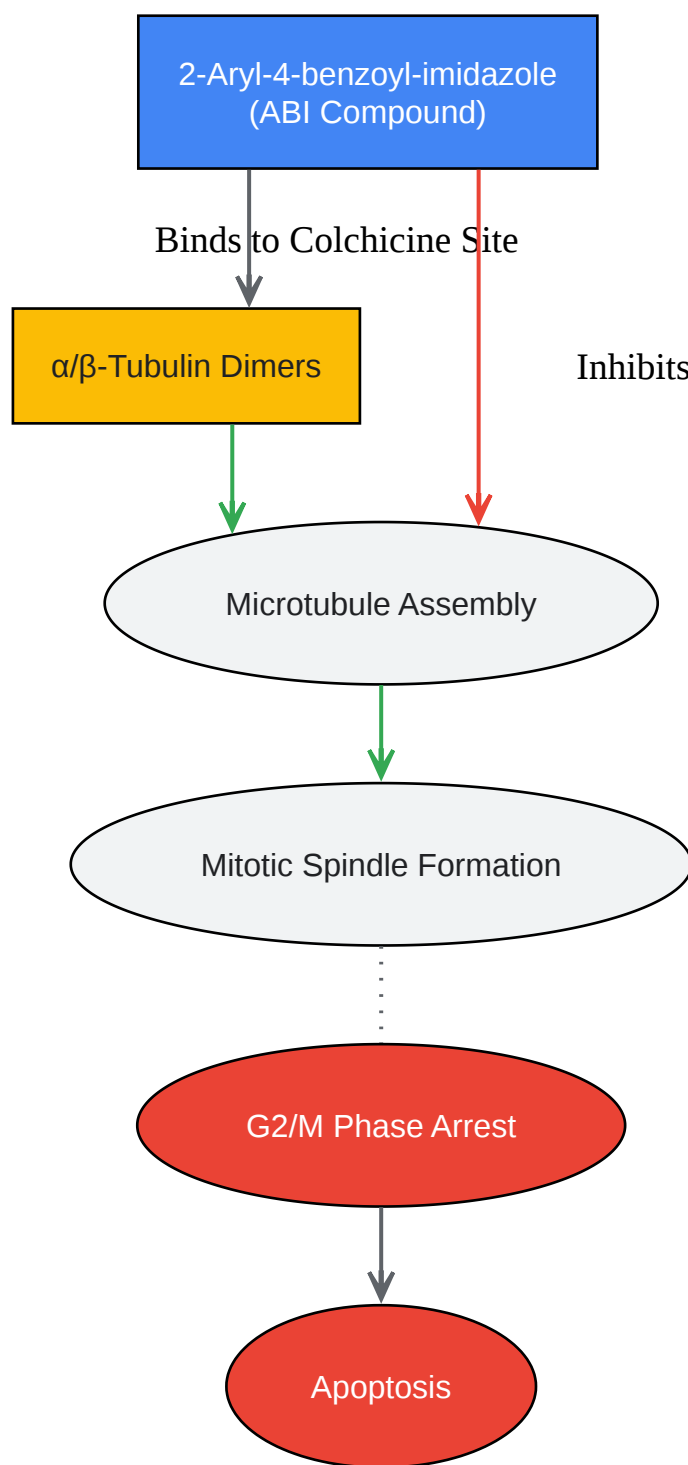 2-Aryl-4-benzoyl-imidazole
(ABI Compound)
Binds to Colchicine Site
α/β-Tubulin Dimers
Inhibits
Microtubule Assembly
Mitotic Spindle Formation
G2/M Phase Arrest
Apoptosis